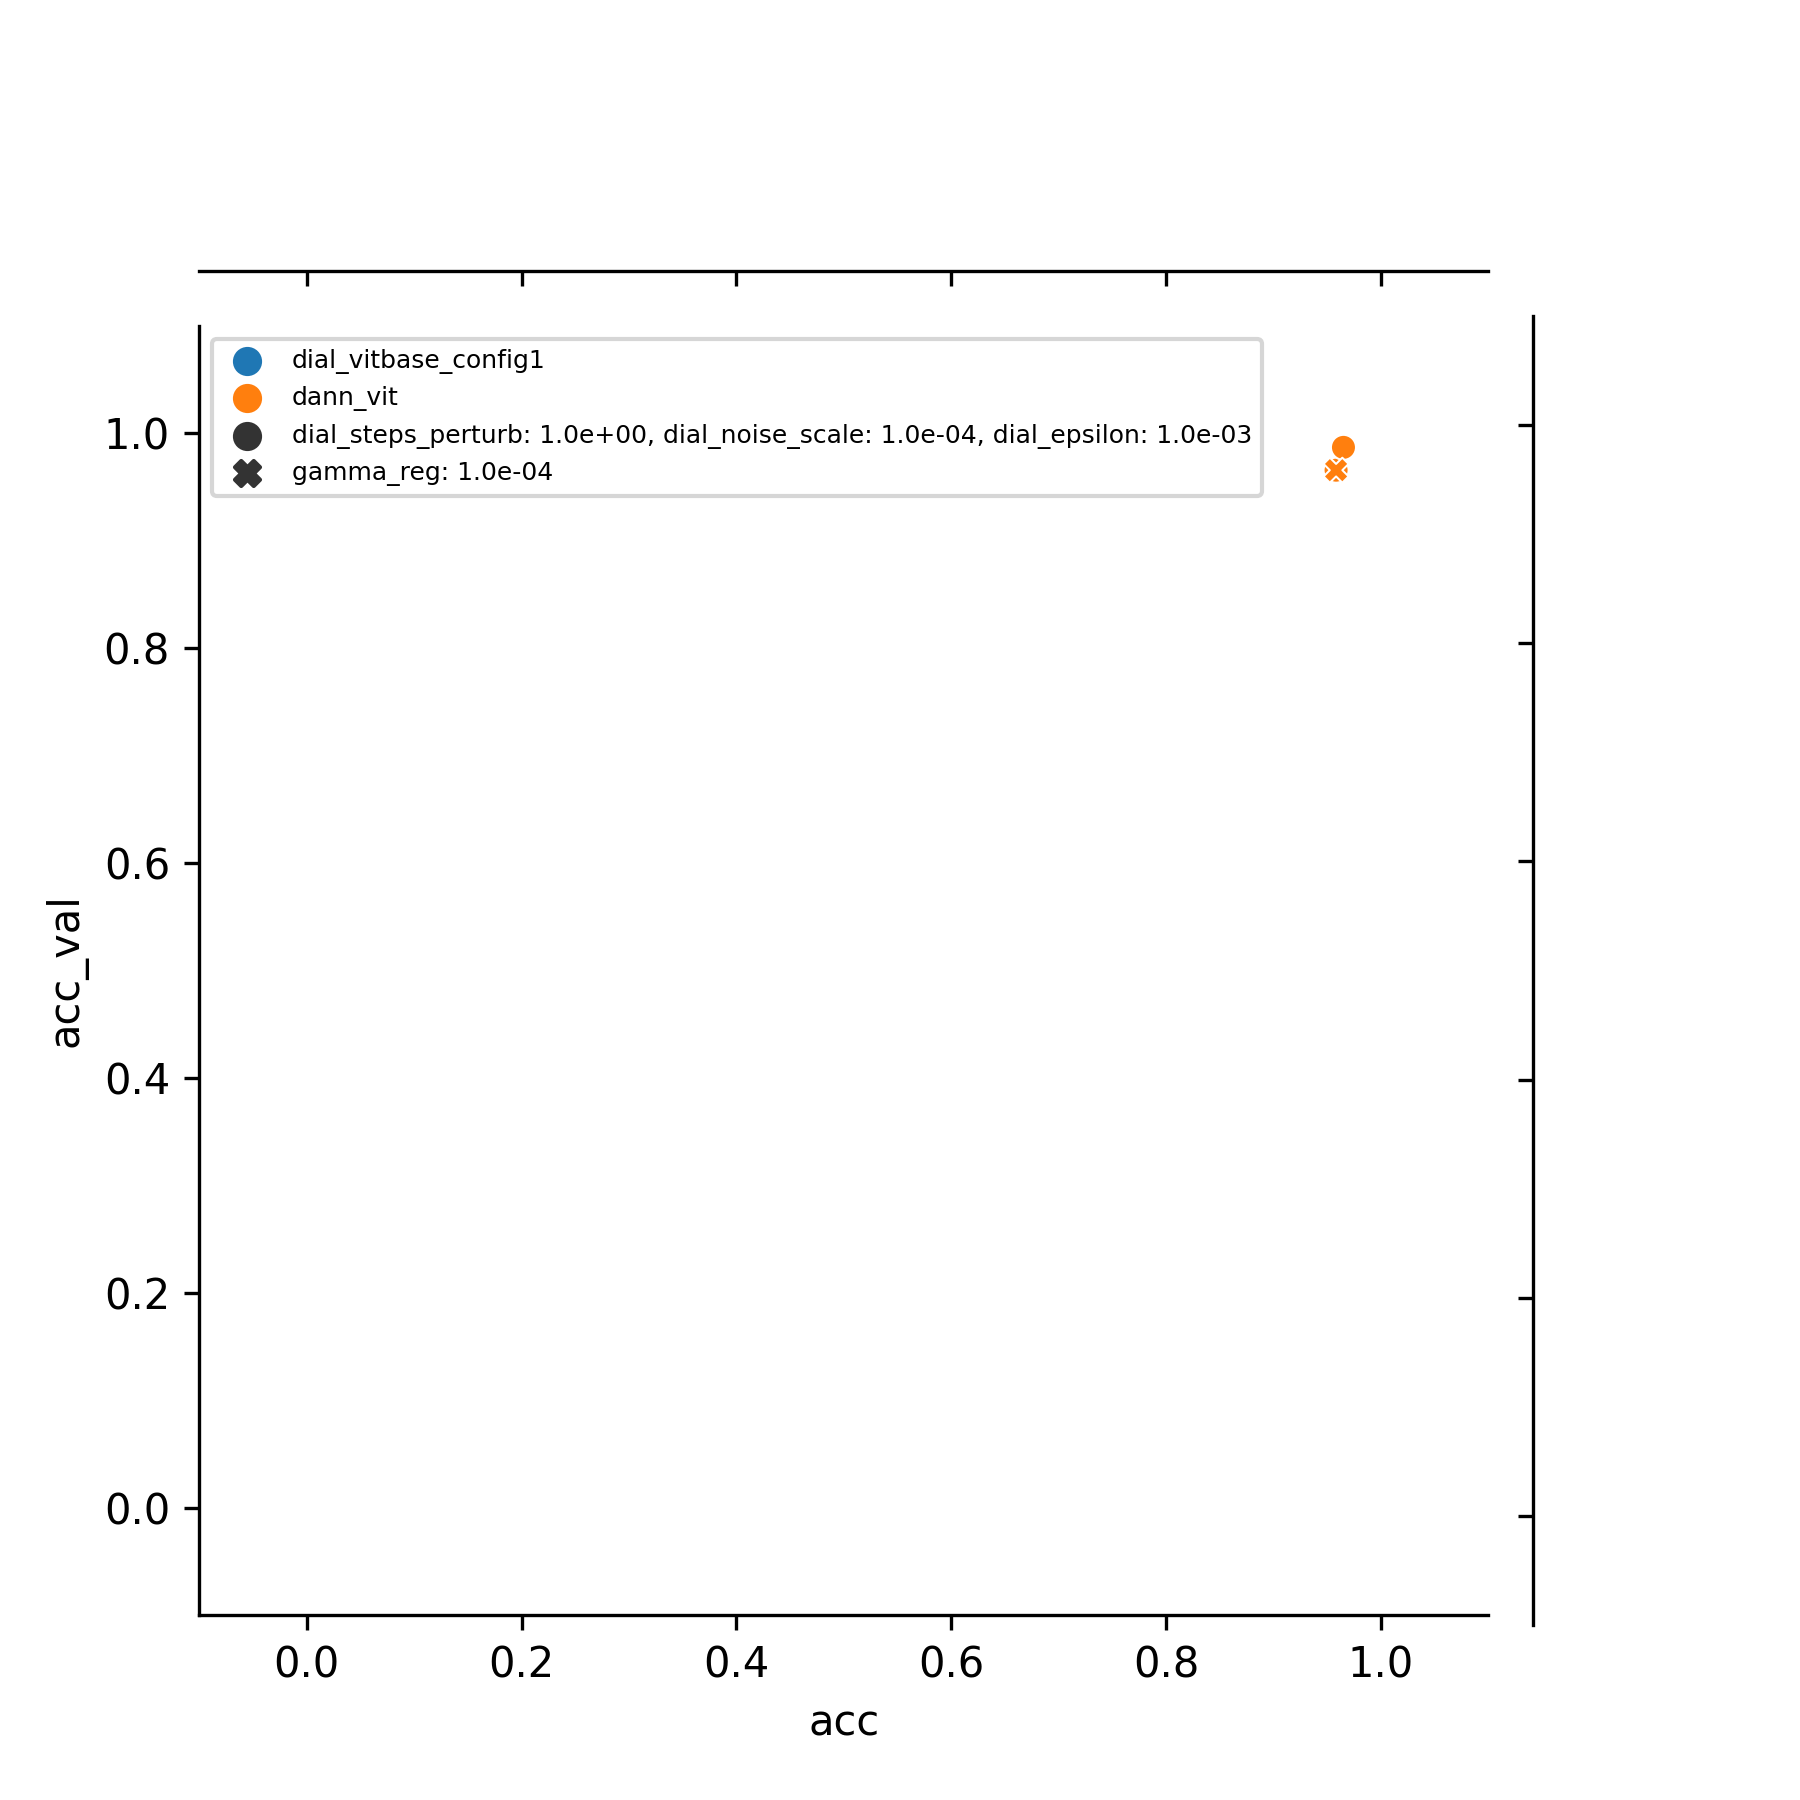 dial_vitbase_config1
dann_vit
dial_steps_perturb: 1.0e+00, dial_noise_scale: 1.0e-04, dial_epsilon: 1.0e-03
gamma_reg: 1.0e-04
1.0
0.8
0.6
0.4
0.2
0.0
acc_val
0.0 0.2 0.4 0.6 0.8 1.0
acc